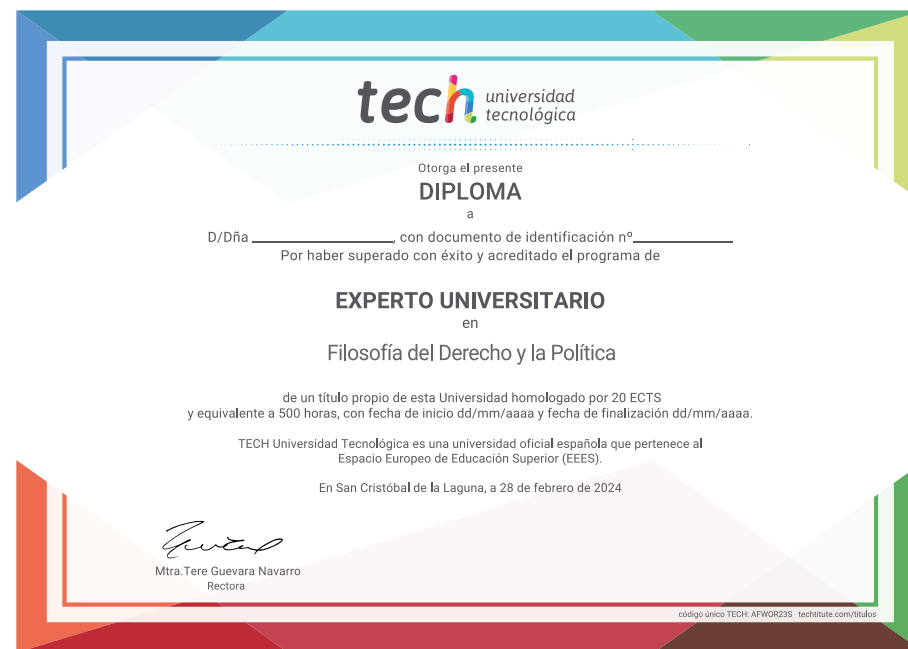 tech universidad
tecnológica
Otorga el presente
DIPLOMA
a
D/Dña ____________________, con documento de identificación nº______________
Por haber superado con éxito y acreditado el programa de
EXPERTO UNIVERSITARIO
en
Filosofía del Derecho y la Política
de un título propio de esta Universidad homologado por 20 ECTS
y equivalente a 500 horas, con fecha de inicio dd/mm/aaaa y fecha de finalización dd/mm/aaaa.
TECH Universidad Tecnológica es una universidad oficial española que pertenece al
Espacio Europeo de Educación Superior (EEES).
En San Cristóbal de la Laguna, a 28 de febrero de 2024
Mtra.Tere Guevara Navarro
Rectora
código único TECH: AFWOR23S techtitute.com/titulos